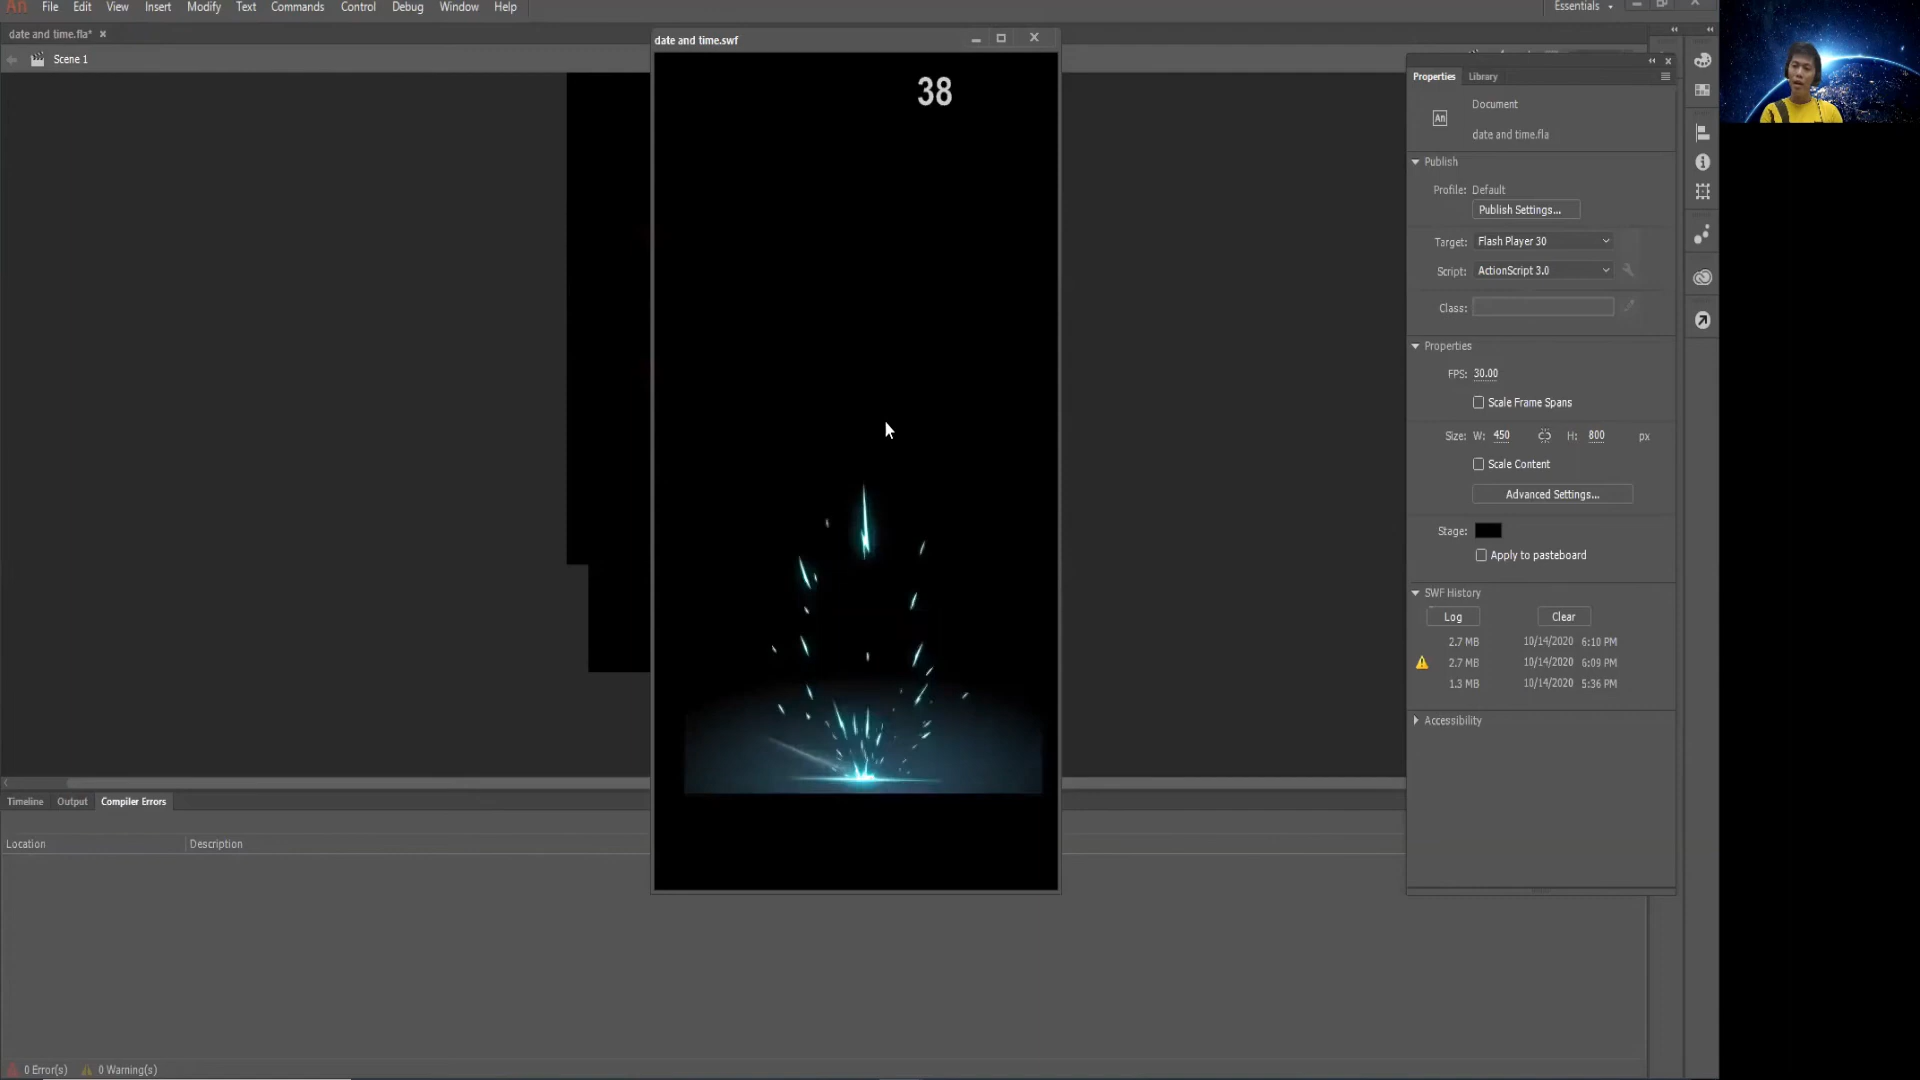 An File Edit View Insert Modify Text Commands Control Debug Window Help
Essentials
date and time.fla*
Scene 1
date and time.swf
38
Properties Library
Document
An
date and time.fla
Publish
Profile: Default
Publish Settings...
Target: Flash Player 30
Script: ActionScript 3.0
Class:
Properties
FPS: 30.00
Scale Frame Spans
Size: W: 450 H: 800 px
Scale Content
Advanced Settings...
Stage:
Apply to pasteboard
SWF History
Log Clear
2.7 MB 10/14/2020 6:10 PM
2.7 MB 10/14/2020 6:09 PM
1.3 MB 10/14/2020 5:36 PM
Accessibility
Timeline Output Compiler Errors
Location Description
0 Error(s) 0 Warning(s)